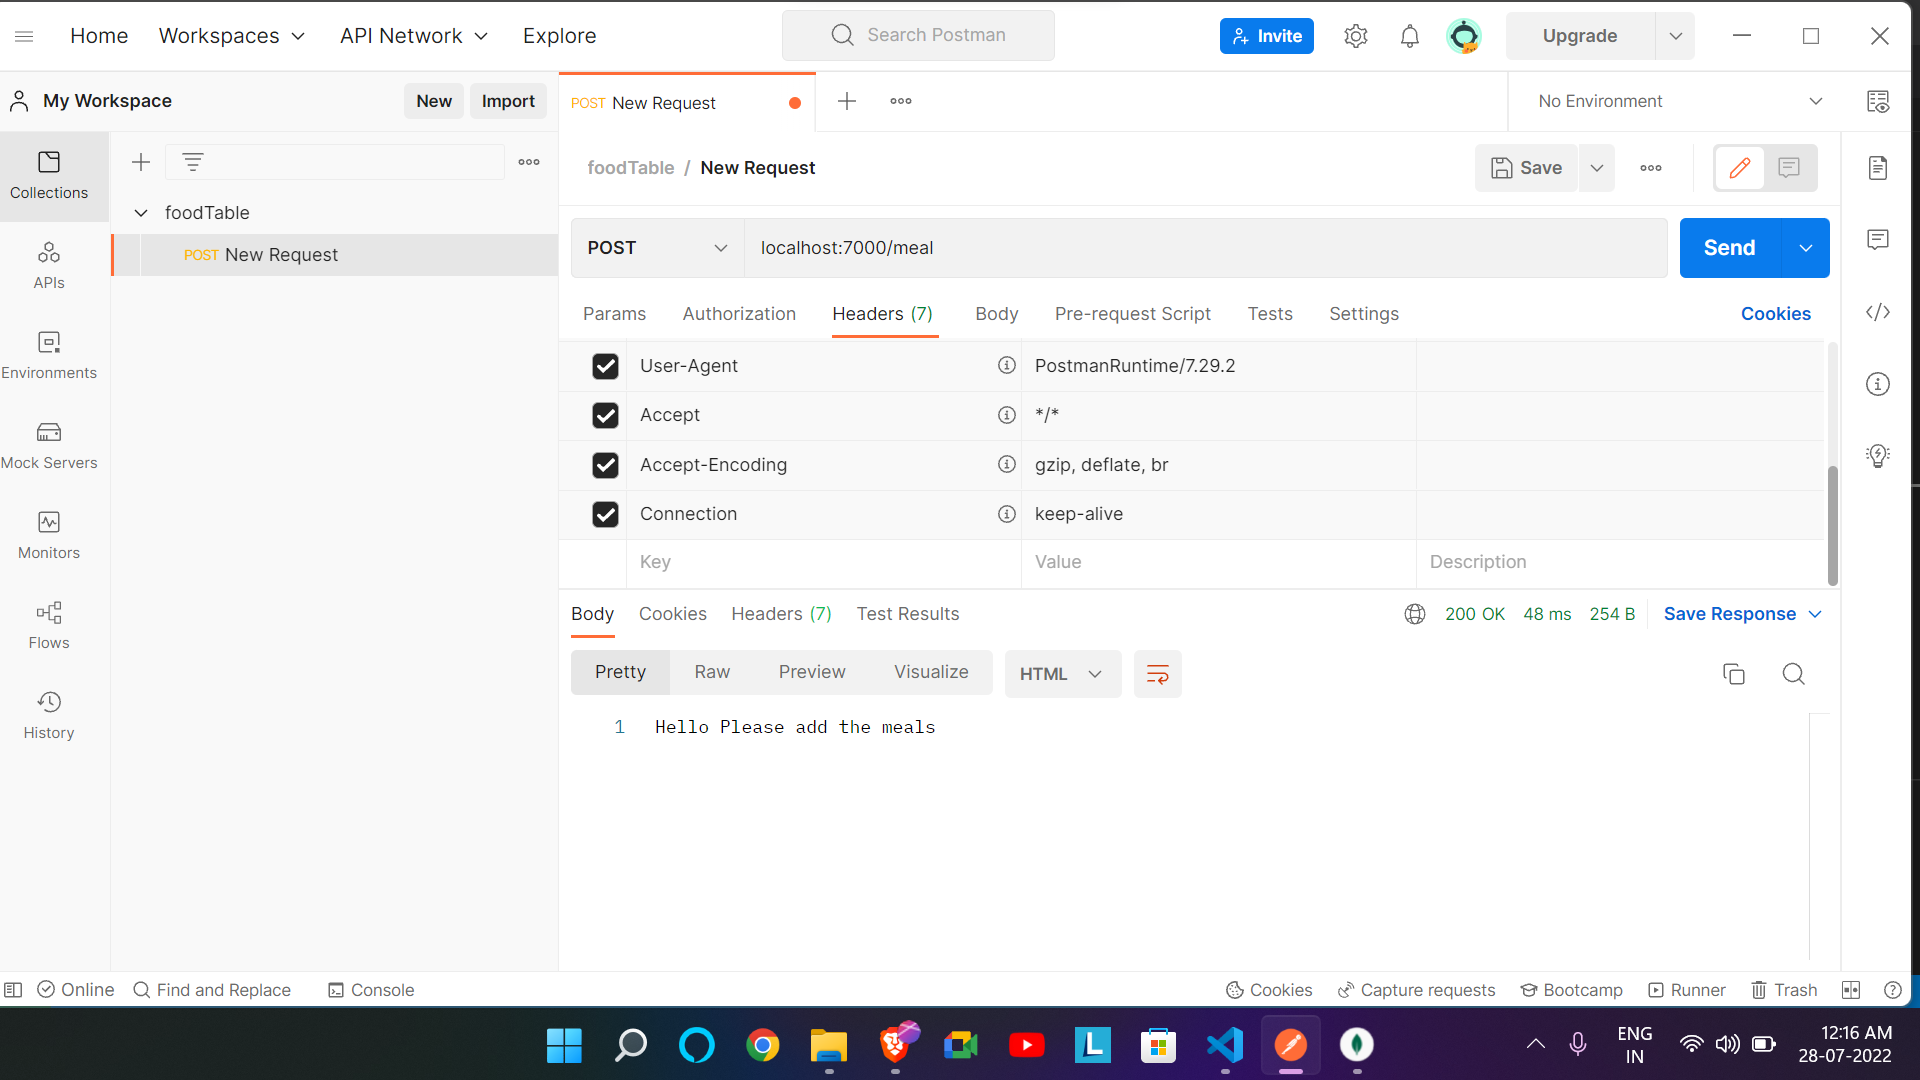 Home Workspaces API Network Explore Search Postman Invite Upgrade
My Workspace New Import POST New Request No Environment
Collections
foodTable / New Request Save
foodTable
POST New Request
APIs
POST localhost:7000/meal Send
Params Authorization Headers (7) Body Pre-request Script Tests Settings Cookies
Environments
User-Agent PostmanRuntime/7.29.2
Accept */*
Mock Servers
Accept-Encoding gzip, deflate, br
Connection keep-alive
Monitors
Key Value Description
Flows
Body Cookies Headers (7) Test Results 200 OK 48 ms 254 B Save Response
Pretty Raw Preview Visualize HTML
History
1 Hello Please add the meals
Online Find and Replace Console Cookies Capture requests Bootcamp Runner Trash
L
ENG
IN
12:16 AM
28-07-2022